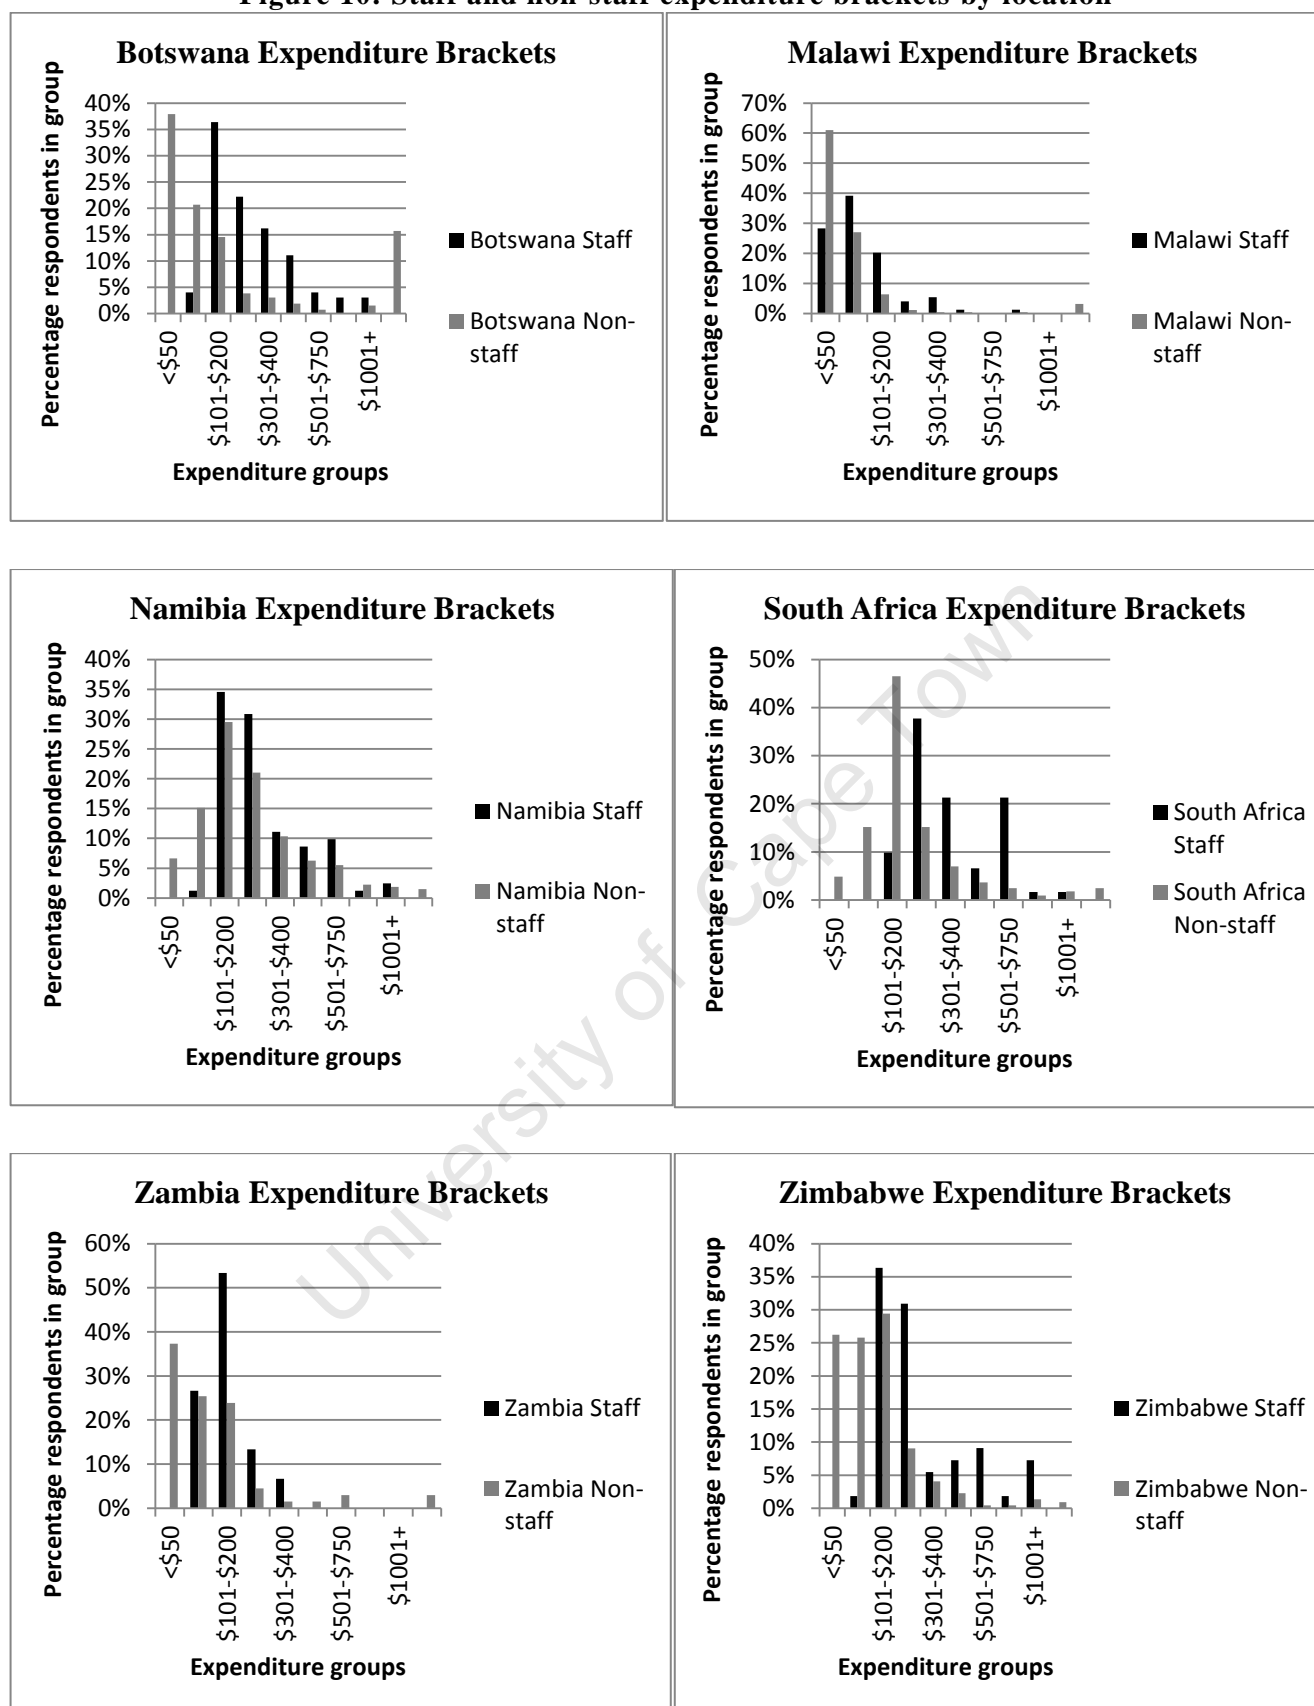 Figure 10: Staff and non-staff expenditure brackets by location
Botswana Expenditure Brackets
Percentage respondents in group
40%
35%
30%
25%
20%
15%
10%
5%
0%
<$50
$101-$200
$301-$400
$501-$750
$1001+
Expenditure groups
Botswana Staff
Botswana Non-
staff
Malawi Expenditure Brackets
Percentage respondents in group
70%
60%
50%
40%
30%
20%
10%
0%
<$50
$101-$200
$301-$400
$501-$750
$1001+
Expenditure groups
Malawi Staff
Malawi Non-
staff
Namibia Expenditure Brackets
Percentage respondents in group
40%
35%
30%
25%
20%
15%
10%
5%
0%
<$50
$101-$200
$301-$400
$501-$750
$1001+
Expenditure groups
Namibia Staff
Namibia Non-
staff
South Africa Expenditure Brackets
Percentage respondents in group
50%
40%
30%
20%
10%
0%
<$50
$101-$200
$301-$400
$501-$750
$1001+
Expenditure groups
South Africa
Staff
South Africa
Non-staff
Zambia Expenditure Brackets
Percentage respondents in group
60%
50%
40%
30%
20%
10%
0%
<$50
$101-$200
$301-$400
$501-$750
$1001+
Expenditure groups
Zambia Staff
Zambia Non-
staff
Zimbabwe Expenditure Brackets
Percentage respondents in group
40%
35%
30%
25%
20%
15%
10%
5%
0%
<$50
$101-$200
$301-$400
$501-$750
$1001+
Expenditure groups
Zimbabwe Staff
Zimbabwe Non-
staff
University of Cape Town